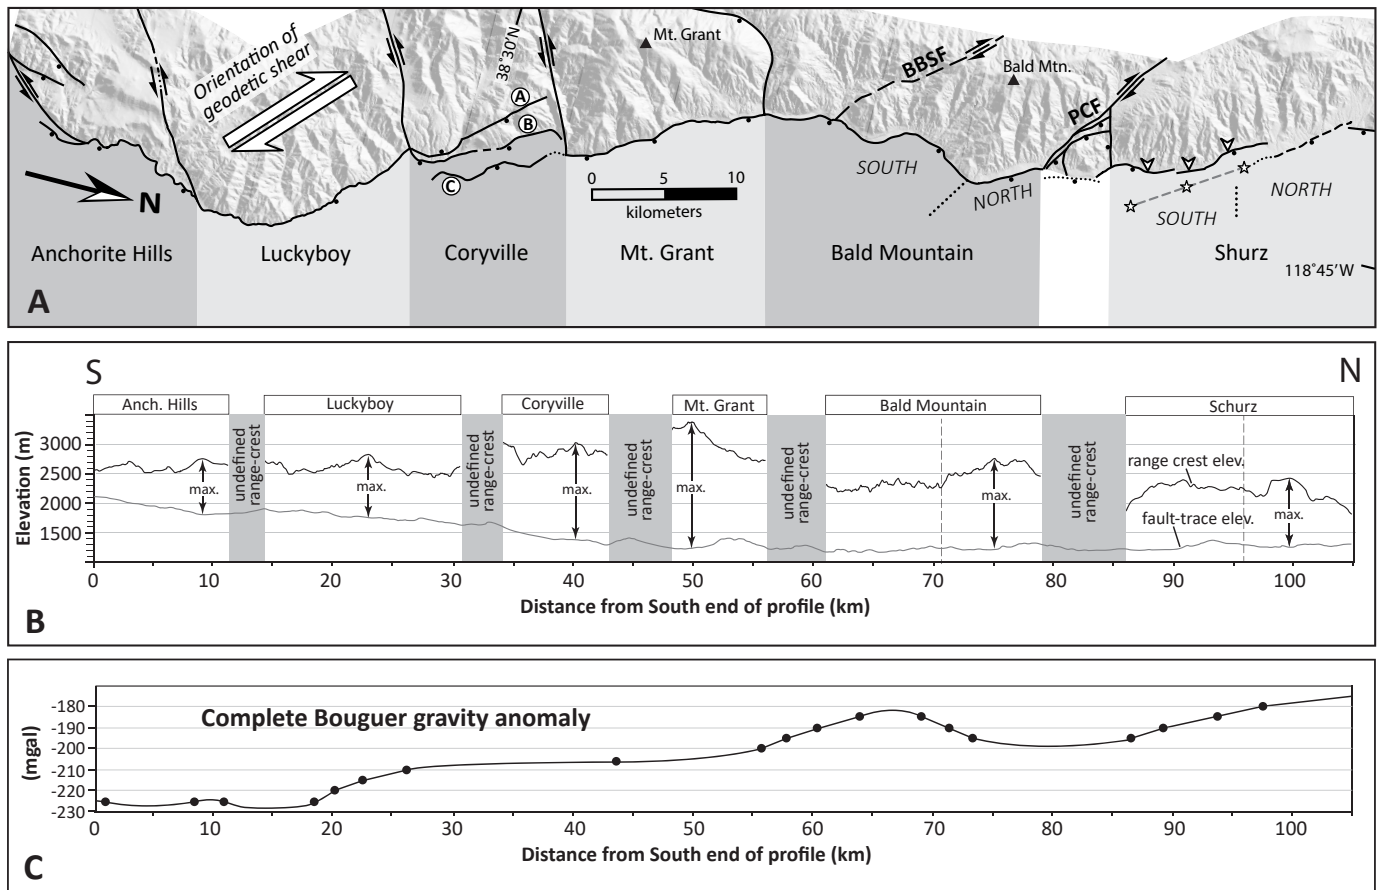 Orientation of
geodetic shear
38°30'N
Mt. Grant
BBSF
Bald Mtn.
PCF
A
B
C
N
0 5 10
kilometers
SOUTH
NORTH
SOUTH
NORTH
Anchorite Hills
Luckyboy
Coryville
Mt. Grant
Bald Mountain
Shurz
118°45'W
A
S
N
Anch. Hills
Luckyboy
Coryville
Mt. Grant
Bald Mountain
Schurz
Elevation (m)
3000
2500
2000
1500
undefined
range-crest
undefined
range-crest
undefined
range-crest
undefined
range-crest
undefined
range-crest
max.
max.
max.
max.
max.
max.
range crest elev.
fault-trace elev.
0 10 20 30 40 50 60 70 80 90 100
Distance from South end of profile (km)
B
Complete Bouguer gravity anomaly
(mgal)
-180
-190
-200
-210
-220
-230
0 10 20 30 40 50 60 70 80 90 100
Distance from South end of profile (km)
C